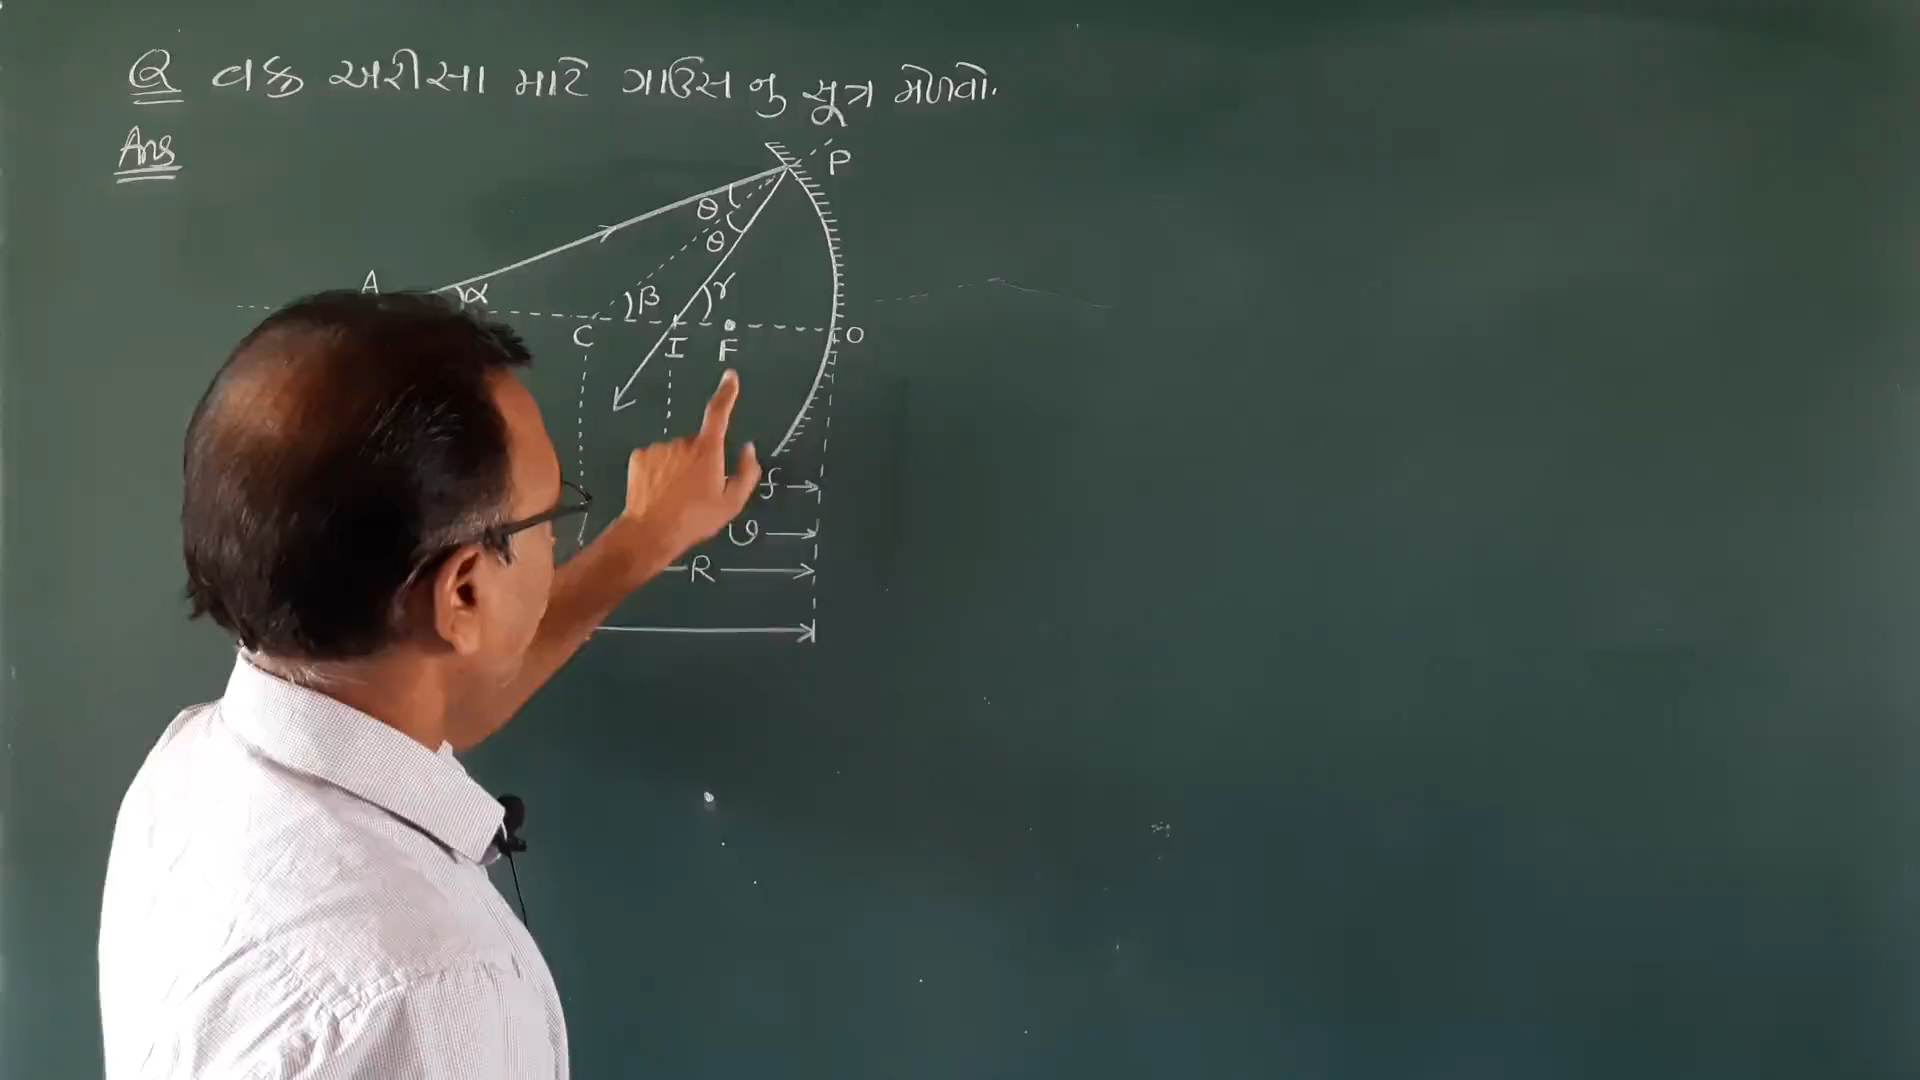 Q વક્ર અરીસા માટે ગાઉસ નુ સૂત્ર મેળવો.
Ans
P
θ
θ
A
α
β
γ
C
I
F
O
f
v
R